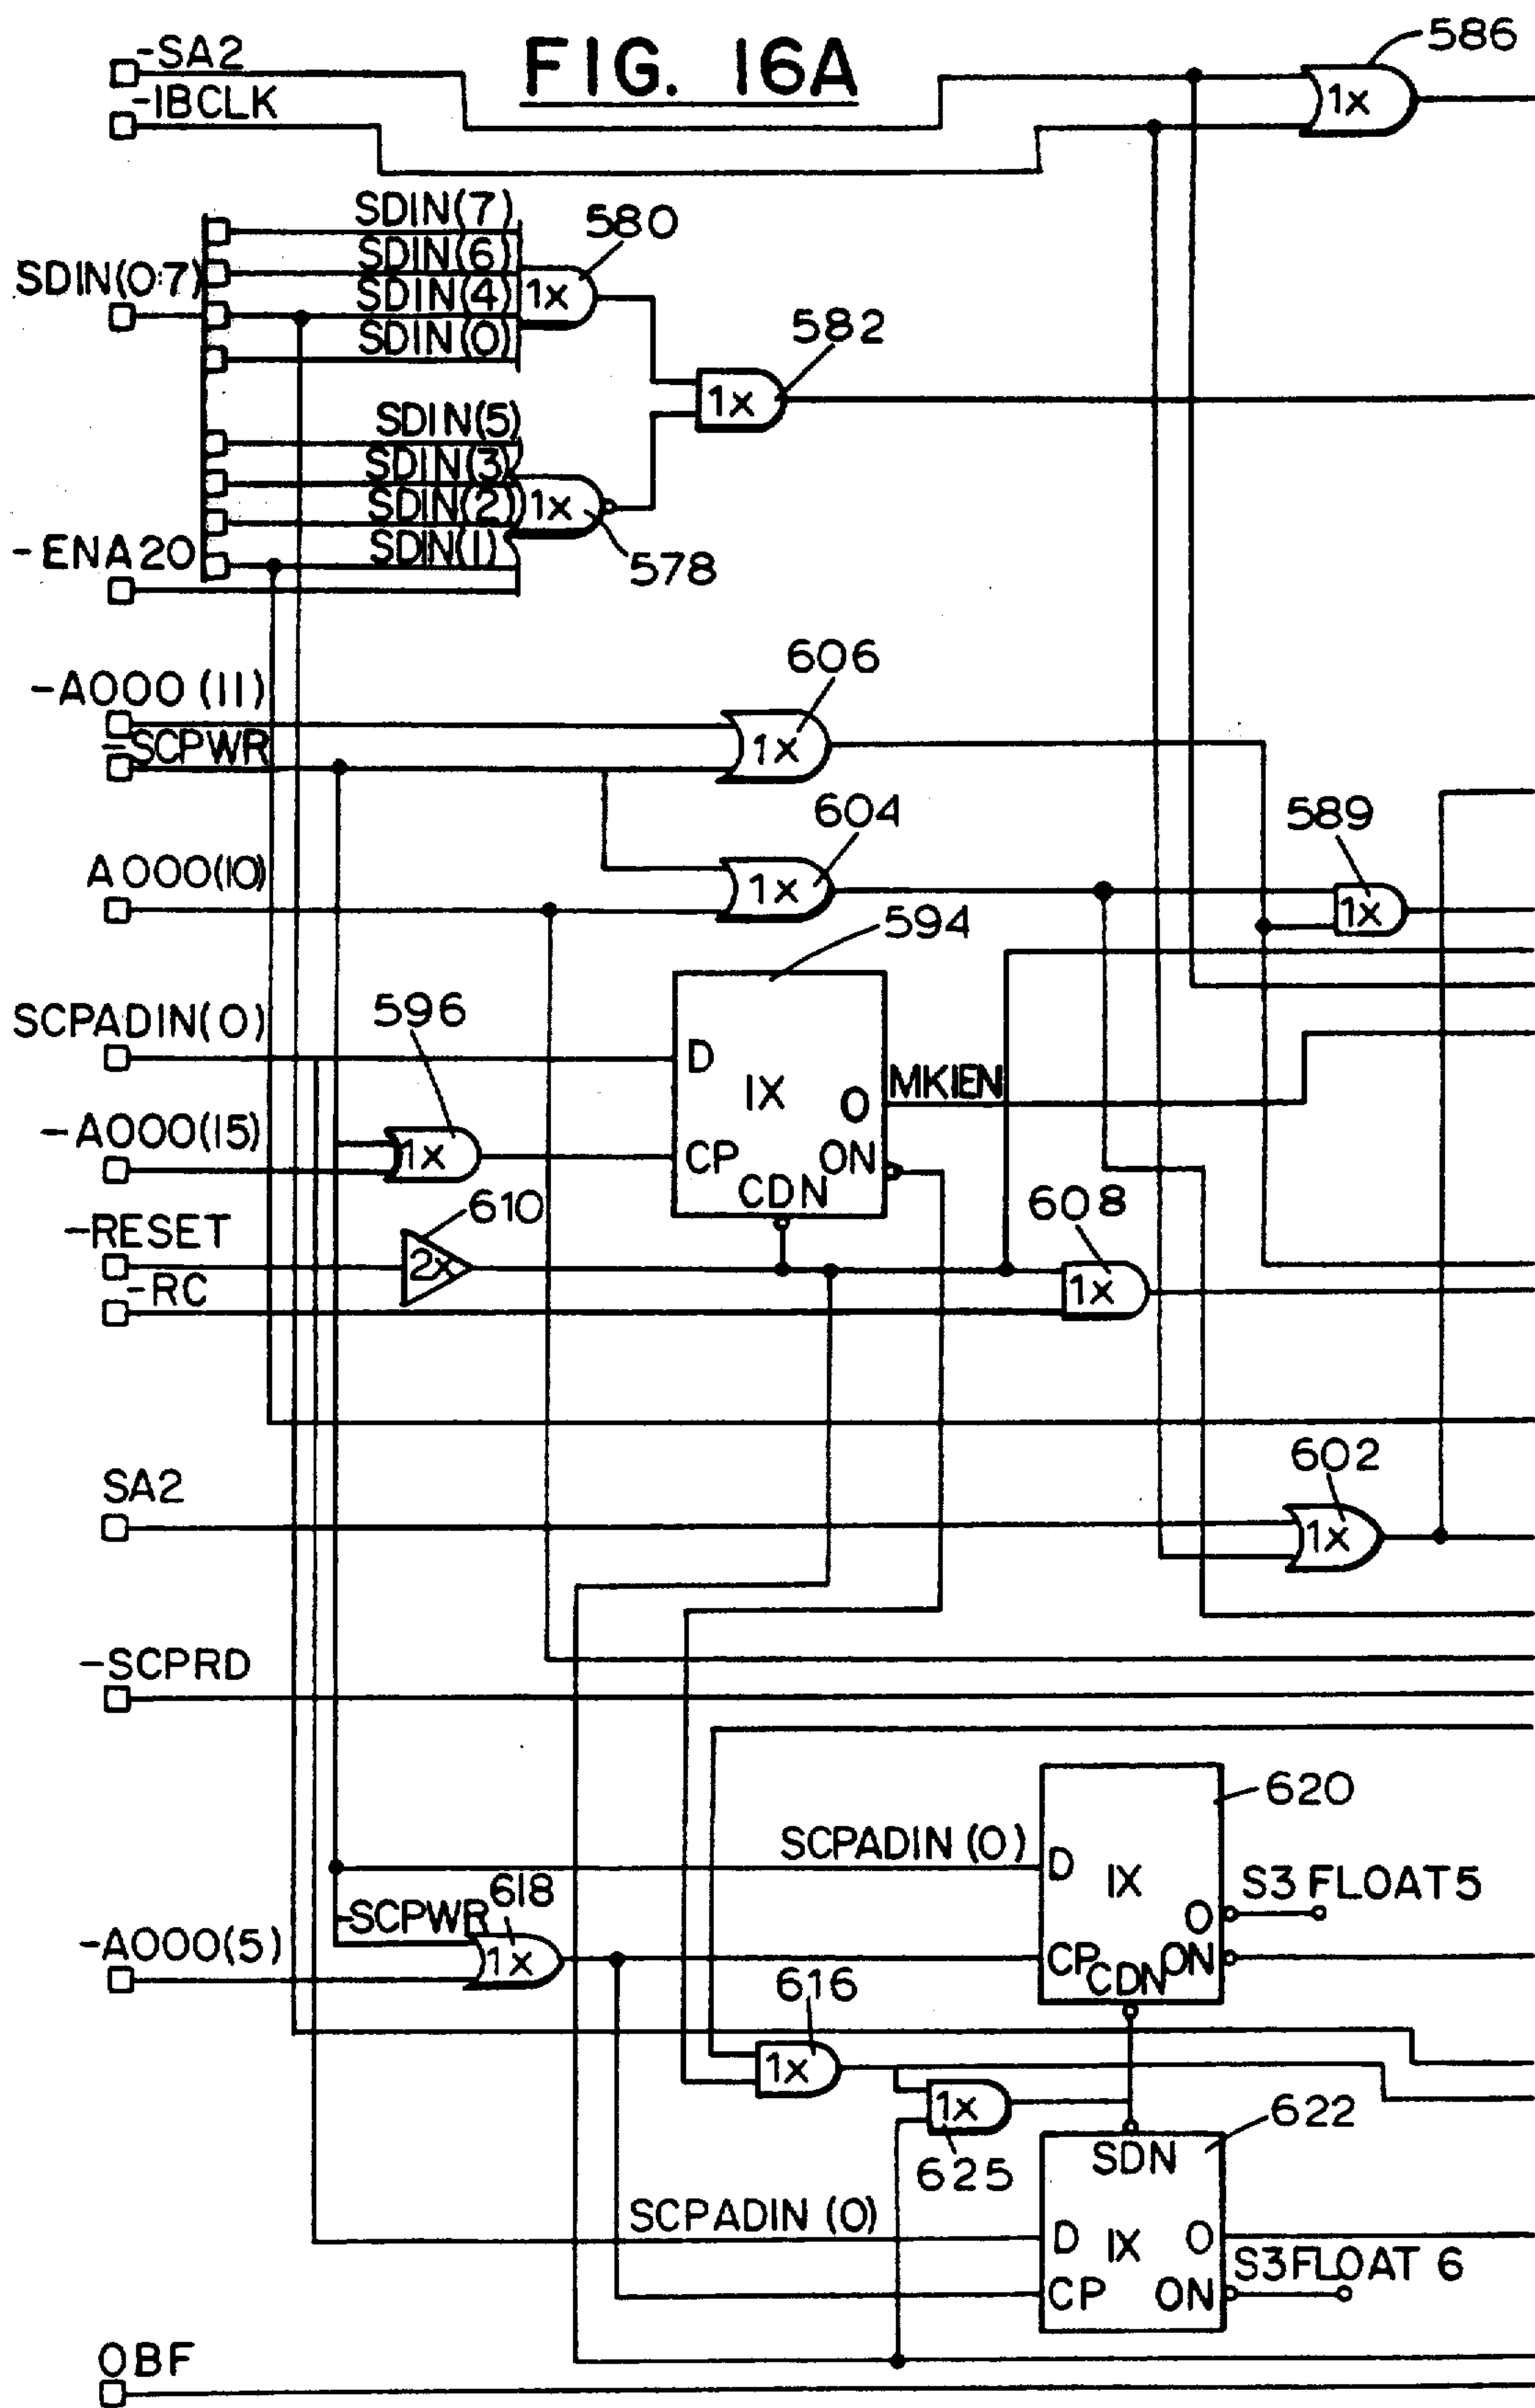 FIG. 16A
-SA2
586
-IBCLK
1x
SDIN(7)
580
SDIN(6)
SDIN(0:7)
SDIN(4)
1x
SDIN(0)
582
1x
SDIN(5)
SDIN(3)
SDIN(2)
1x
-ENA20
SDIN(1)
578
606
-A000(11)
-SCPWR
1x
604
589
A000(10)
1x
1x
594
SCPADIN(0)
596
D
1X
O
MKIEN
-A000(15)
1x
CP
ON
CDN
610
608
-RESET
2x
-RC
1x
602
SA2
1x
-SCPRD
620
SCPADIN (0)
D
1X
618
S3 FLOAT5
-SCPWR
O
-A000(5)
1x
CP
CDN
ON
616
1x
622
1x
SDN
625
SCPADIN (0)
D
1X
O
S3FLOAT 6
CP
ON
OBF